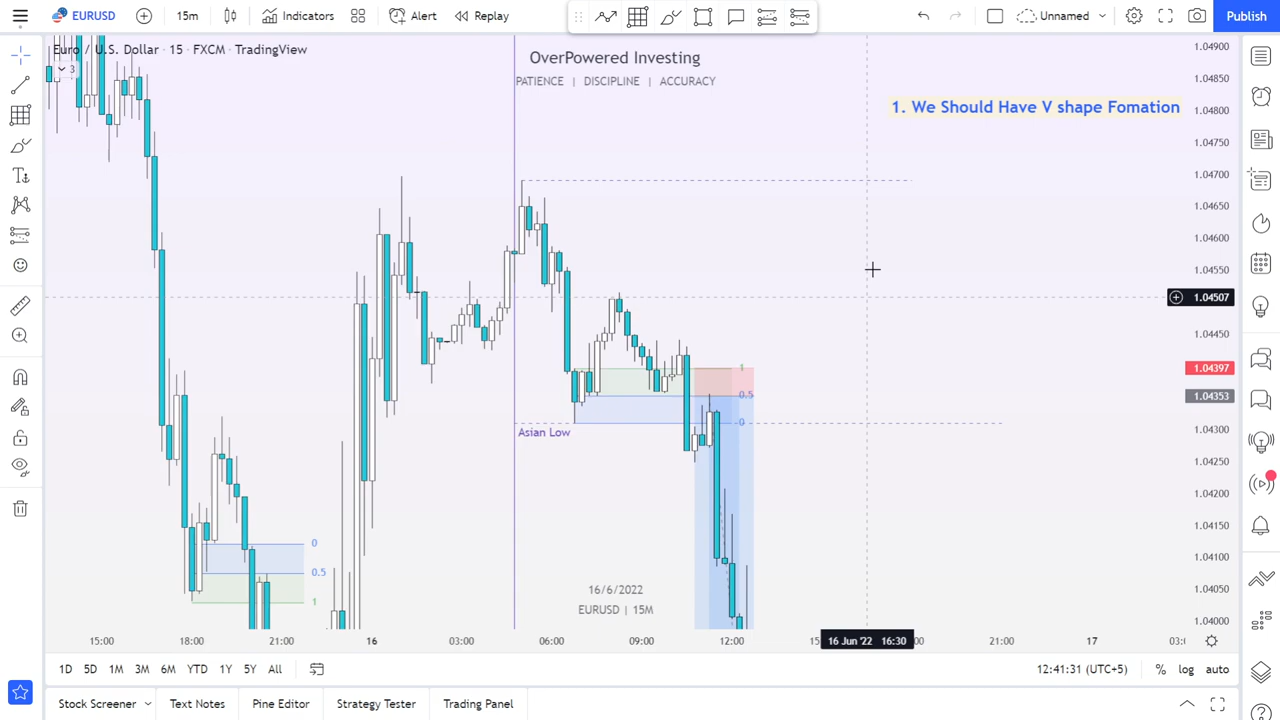 EURUSD
15m
Indicators
Alert
Replay
Unnamed
Publish
Euro / U.S. Dollar · 15 · FXCM · TradingView
3
OverPowered Investing
PATIENCE | DISCIPLINE | ACCURACY
1. We Should Have V shape Fomation
1.04900
1.04850
1.04800
1.04750
1.04700
1.04650
1.04600
1.04550
1.04507
1.04450
1.04397
1.04353
1.04300
1.04250
1.04200
1.04150
1.04100
1.04050
1.04000
1
0.5
0
Asian Low
0
0.5
1
16/6/2022
EURUSD | 15M
15:00
18:00
21:00
16
03:00
06:00
09:00
12:00
16 Jun '22 16:30
21:00
17
1D 5D 1M 3M 6M YTD 1Y 5Y All
12:41:31 (UTC+5)
% log auto
Stock Screener
Text Notes
Pine Editor
Strategy Tester
Trading Panel